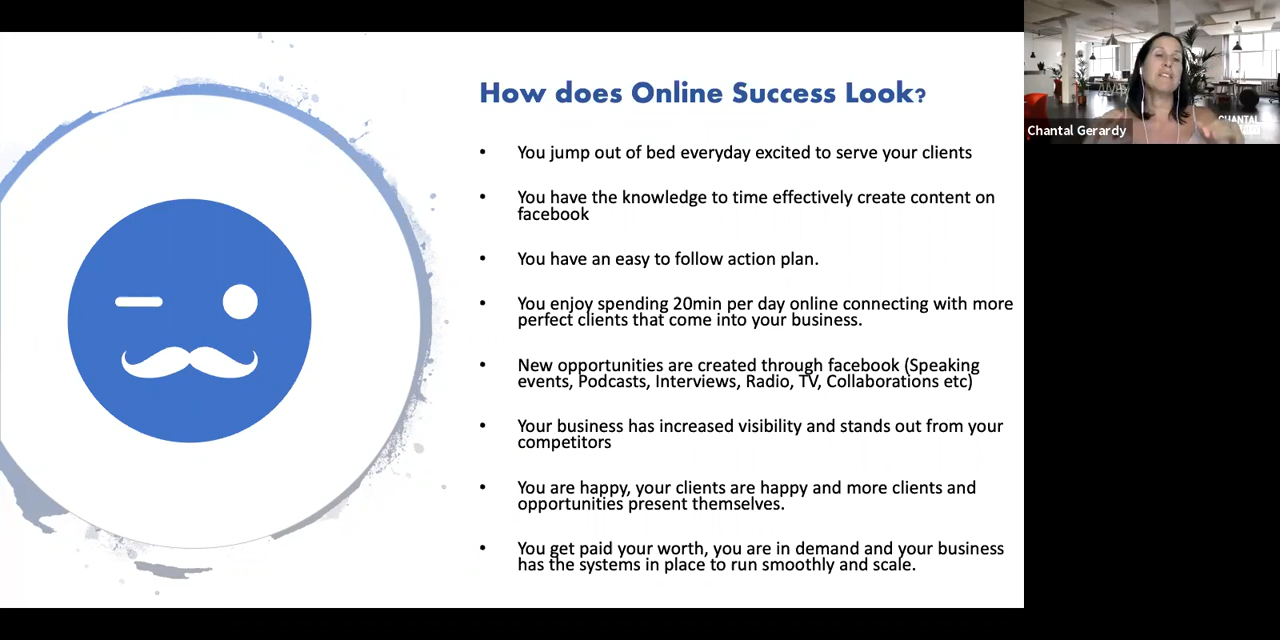 How does Online Success Look?
• You jump out of bed everyday excited to serve your clients
• You have the knowledge to time effectively create content on
facebook
• You have an easy to follow action plan.
• You enjoy spending 20min per day online connecting with more
perfect clients that come into your business.
• New opportunities are created through facebook (Speaking
events, Podcasts, Interviews, Radio, TV, Collaborations etc)
• Your business has increased visibility and stands out from your
competitors
• You are happy, your clients are happy and more clients and
opportunities present themselves.
• You get paid your worth, you are in demand and your business
has the systems in place to run smoothly and scale.
CHANTAL
Chantal Gerardy